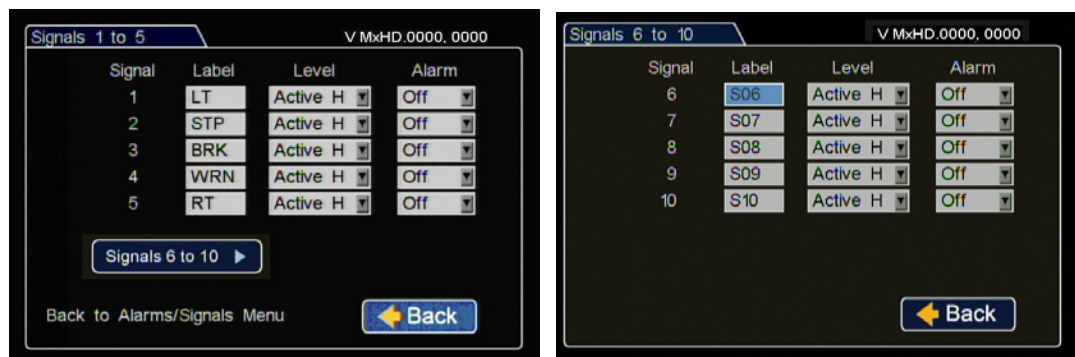 Signals 1 to 5 V MxHD.0000, 0000
Signal Label Level Alarm
1 LT Active H Off
2 STP Active H Off
3 BRK Active H Off
4 WRN Active H Off
5 RT Active H Off
Signals 6 to 10
Back to Alarms/Signals Menu Back
Signals 6 to 10 V MxHD.0000, 0000
Signal Label Level Alarm
6 S06 Active H Off
7 S07 Active H Off
8 S08 Active H Off
9 S09 Active H Off
10 S10 Active H Off
Back